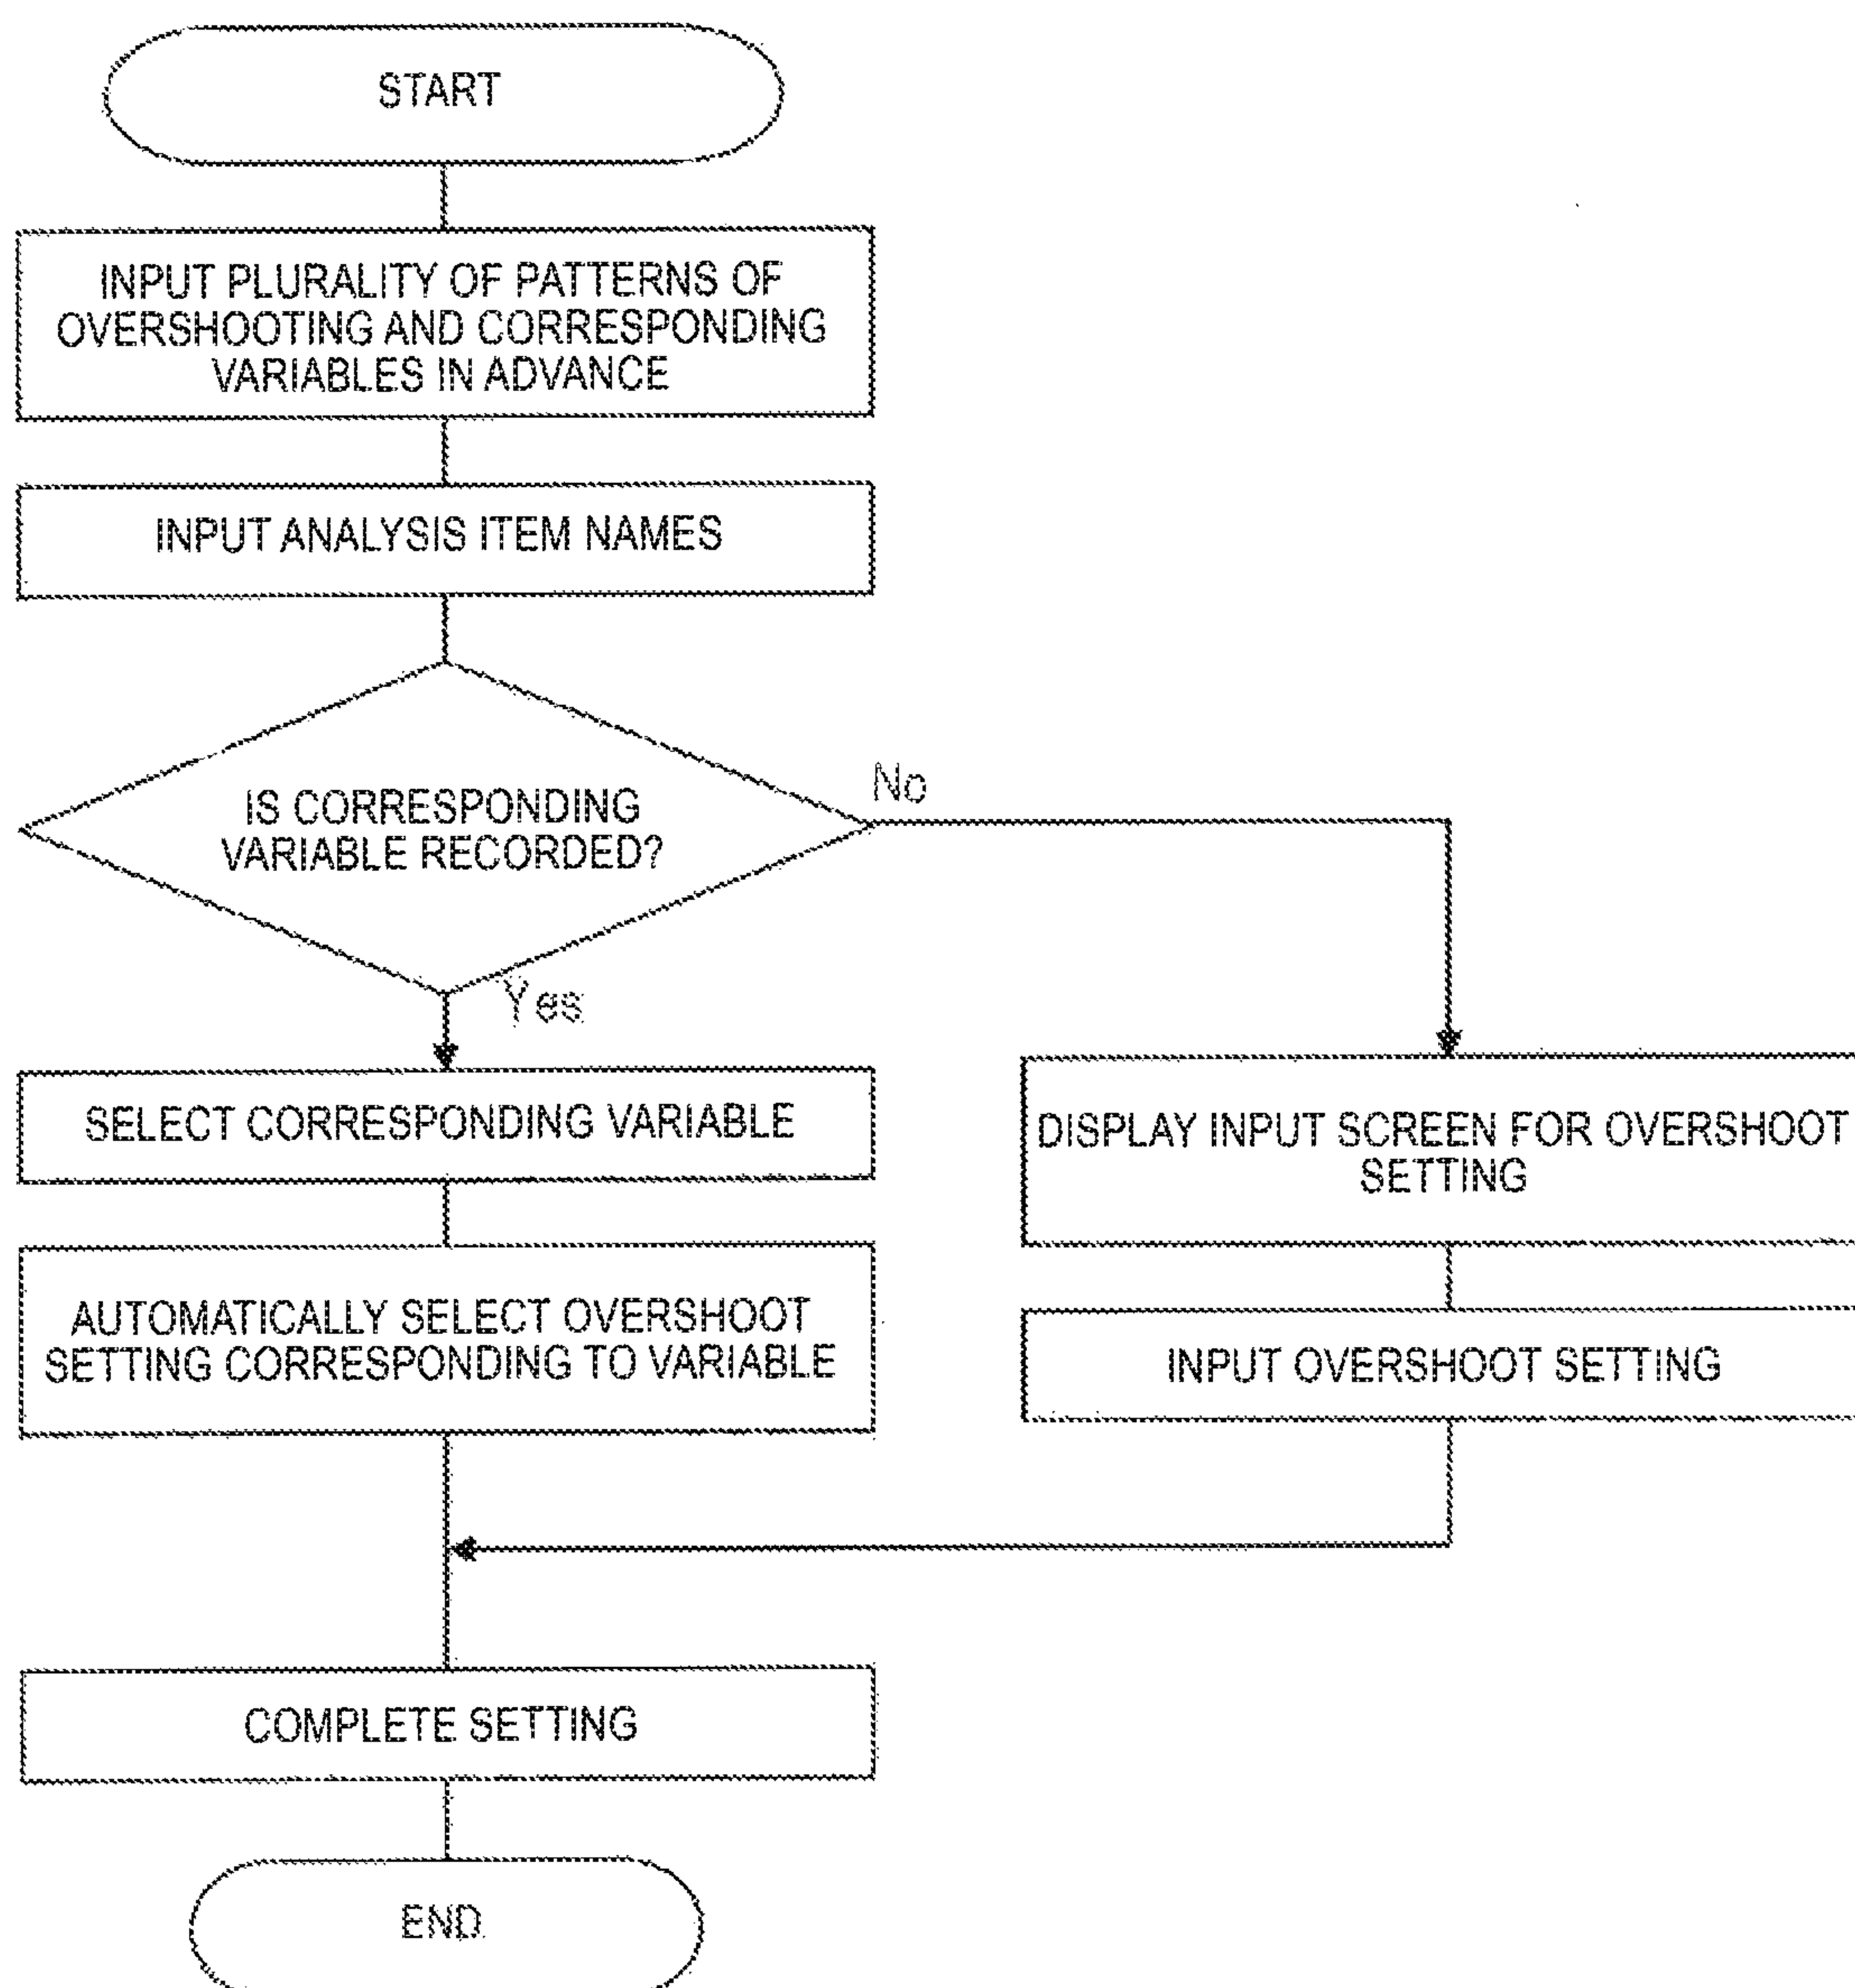 START
INPUT PLURALITY OF PATTERNS OF
OVERSHOOTING AND CORRESPONDING
VARIABLES IN ADVANCE
INPUT ANALYSIS ITEM NAMES
IS CORRESPONDING
VARIABLE RECORDED?
No
Yes
SELECT CORRESPONDING VARIABLE
AUTOMATICALLY SELECT OVERSHOOT
SETTING CORRESPONDING TO VARIABLE
DISPLAY INPUT SCREEN FOR OVERSHOOT
SETTING
INPUT OVERSHOOT SETTING
COMPLETE SETTING
END